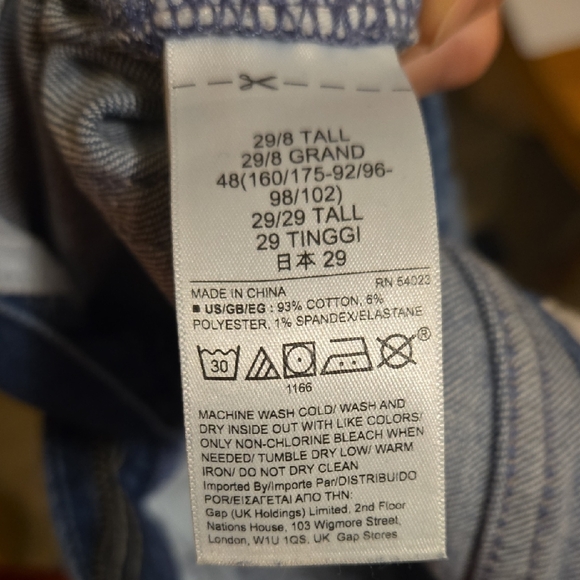 29/8 TALL
29/8 GRAND
48(160/175-92/96-
98/102)
29/29 TALL
29 TINGGI
日本 29
RN 54023
MADE IN CHINA
■ US/GB/EG : 93% COTTON, 6%
POLYESTER, 1% SPANDEX/ELASTANE
30
®
1166
MACHINE WASH COLD/ WASH AND
DRY INSIDE OUT WITH LIKE COLORS/
ONLY NON-CHLORINE BLEACH WHEN
NEEDED/ TUMBLE DRY LOW/ WARM
IRON/ DO NOT DRY CLEAN
Imported By/Importe Par/DISTRIBUIDO
POR/ΕΙΣΑΓΕΤΑΙ ΑΠΟ ΤΗΝ:
Gap (UK Holdings) Limited, 2nd Floor
Nations House, 103 Wigmore Street,
London, W1U 1QS, UK Gap Stores